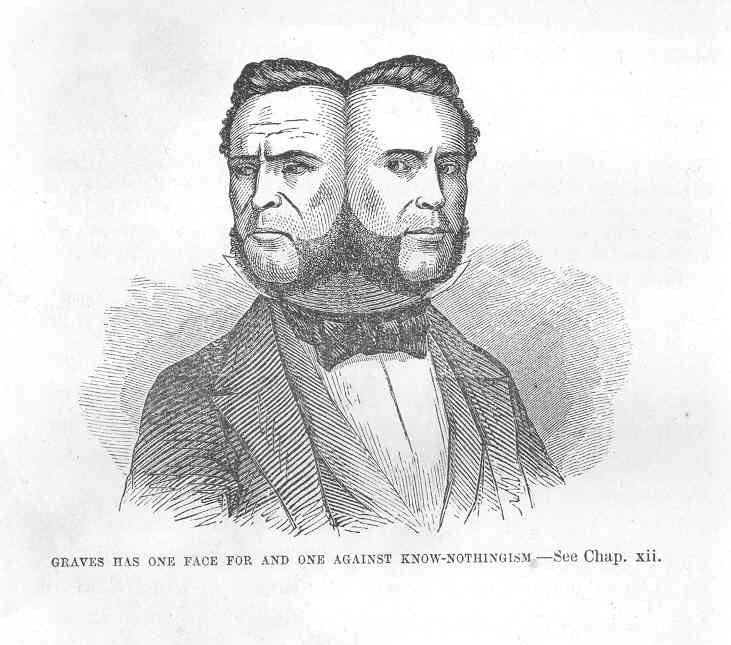 GRAVES HAS ONE FACE FOR AND ONE AGAINST KNOW-NOTHINGISM.—See Chap. xii.